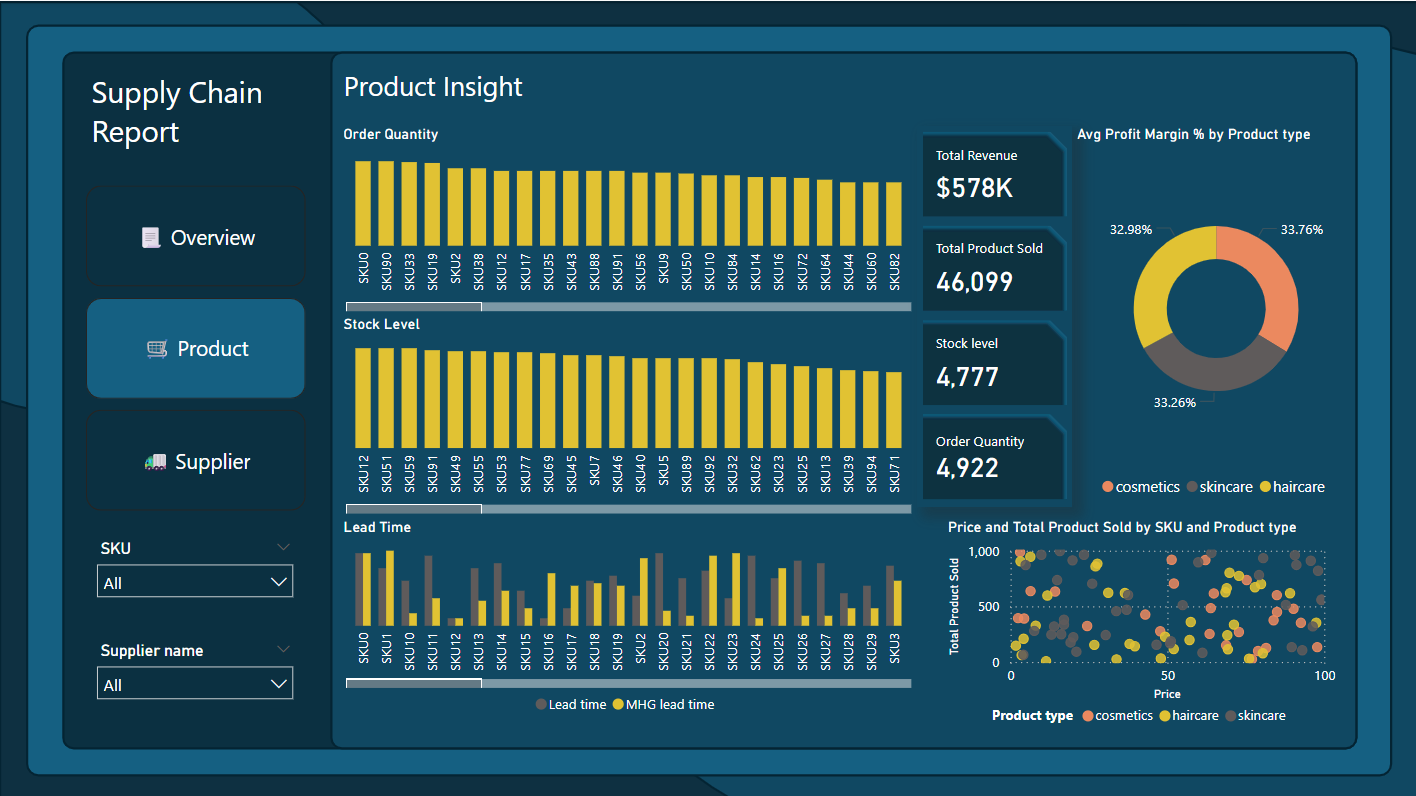 Supply Chain
Report
Overview
Product
Supplier
SKU
All
Supplier name
All
Product Insight
Order Quantity
SKU0 SKU90 SKU33 SKU19 SKU2 SKU38 SKU12 SKU17 SKU35 SKU43 SKU88 SKU91 SKU56 SKU9 SKU50 SKU10 SKU84 SKU14 SKU16 SKU72 SKU64 SKU44 SKU60 SKU82
Stock Level
SKU12 SKU51 SKU59 SKU91 SKU49 SKU55 SKU53 SKU77 SKU69 SKU45 SKU7 SKU46 SKU40 SKU5 SKU89 SKU92 SKU32 SKU62 SKU23 SKU25 SKU13 SKU39 SKU94 SKU71
Lead Time
SKU0 SKU1 SKU10 SKU11 SKU12 SKU13 SKU14 SKU15 SKU16 SKU17 SKU18 SKU19 SKU2 SKU20 SKU21 SKU22 SKU23 SKU24 SKU25 SKU26 SKU27 SKU28 SKU29 SKU3
Lead time MHG lead time
Total Revenue
$578K
Total Product Sold
46,099
Stock level
4,777
Order Quantity
4,922
Avg Profit Margin % by Product type
32.98% 33.76%
33.26%
cosmetics skincare haircare
Price and Total Product Sold by SKU and Product type
Total Product Sold
1,000
500
0
0 50 100
Price
Product type cosmetics haircare skincare